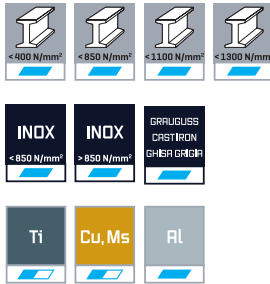 <400 N/mm² <850 N/mm² <1100 N/mm² <1300 N/mm²
INOX INOX GRAUGUSS
CAST IRON
GHISA GRIGIA
<850 N/mm² >850 N/mm²
Ti Cu, Ms Al